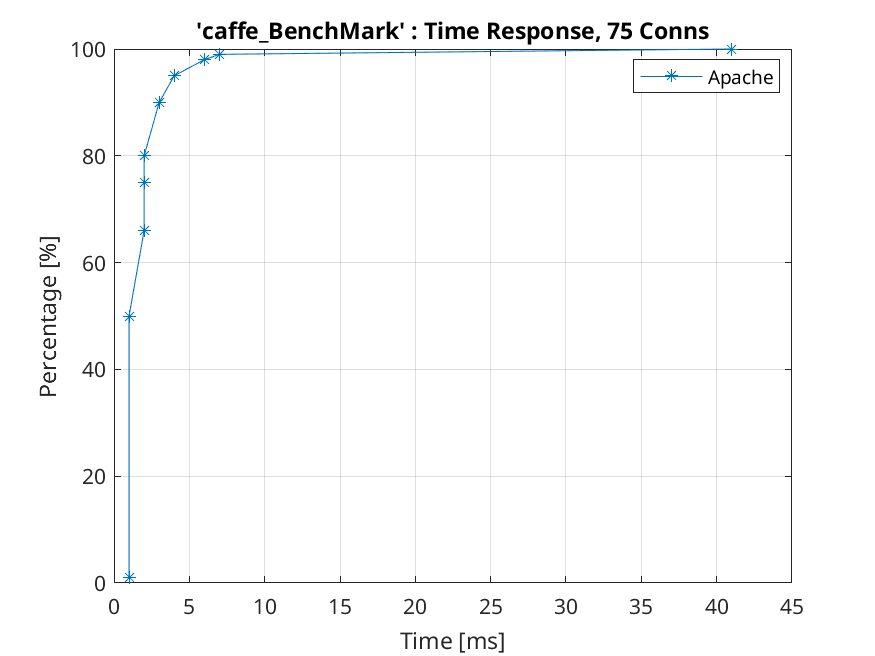 'caffe_BenchMark' : Time Response, 75 Conns
100
80
60
40
20
0
Percentage [%]
Apache
0 5 10 15 20 25 30 35 40 45
Time [ms]